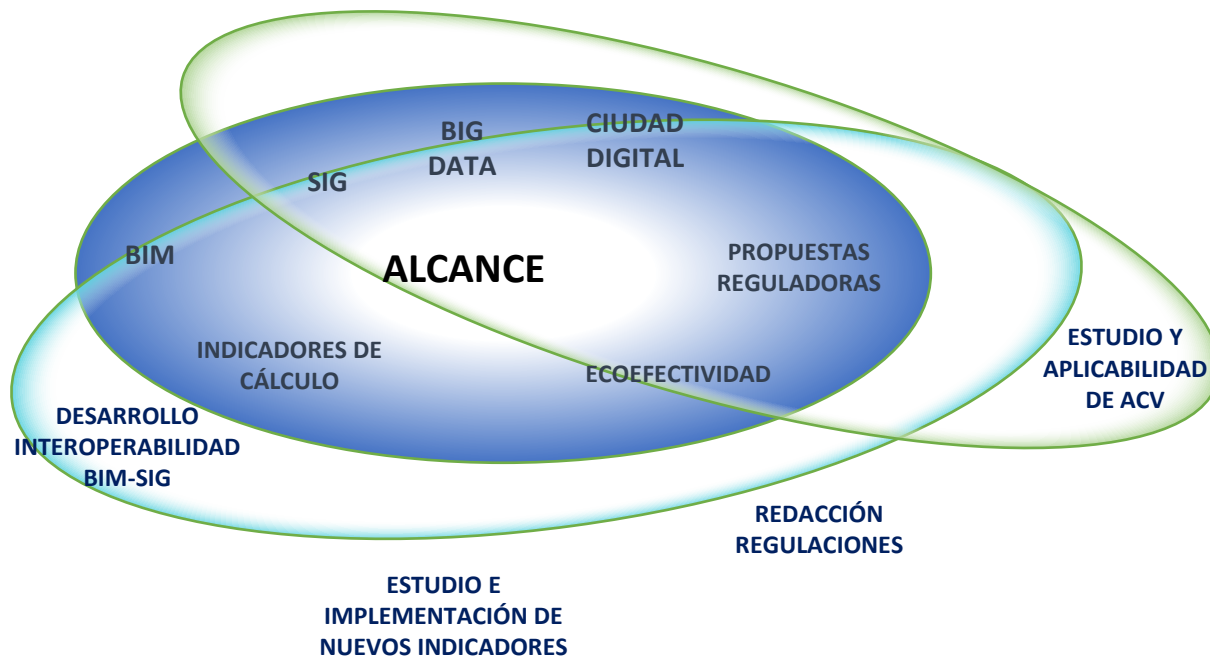 BIG
DATA
CIUDAD
DIGITAL
SIG
BIM
ALCANCE
PROPUESTAS
REGULADORAS
INDICADORES DE
CÁLCULO
ECOEFECTIVIDAD
ESTUDIO Y
APLICABILIDAD
DE ACV
DESARROLLO
INTEROPERABILIDAD
BIM-SIG
REDACCIÓN
REGULACIONES
ESTUDIO E
IMPLEMENTACIÓN DE
NUEVOS INDICADORES